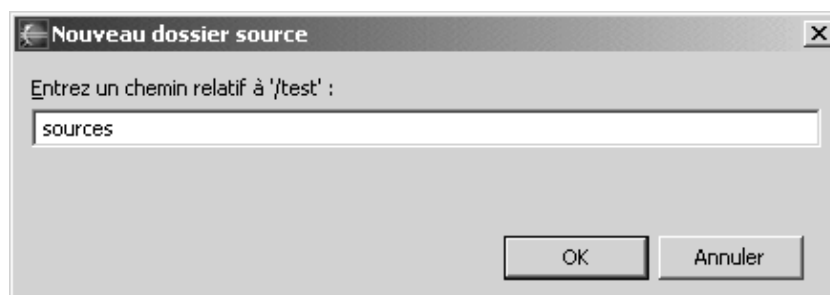 Nouveau dossier source
Entrez un chemin relatif à '/test' :
sources
OK Annuler